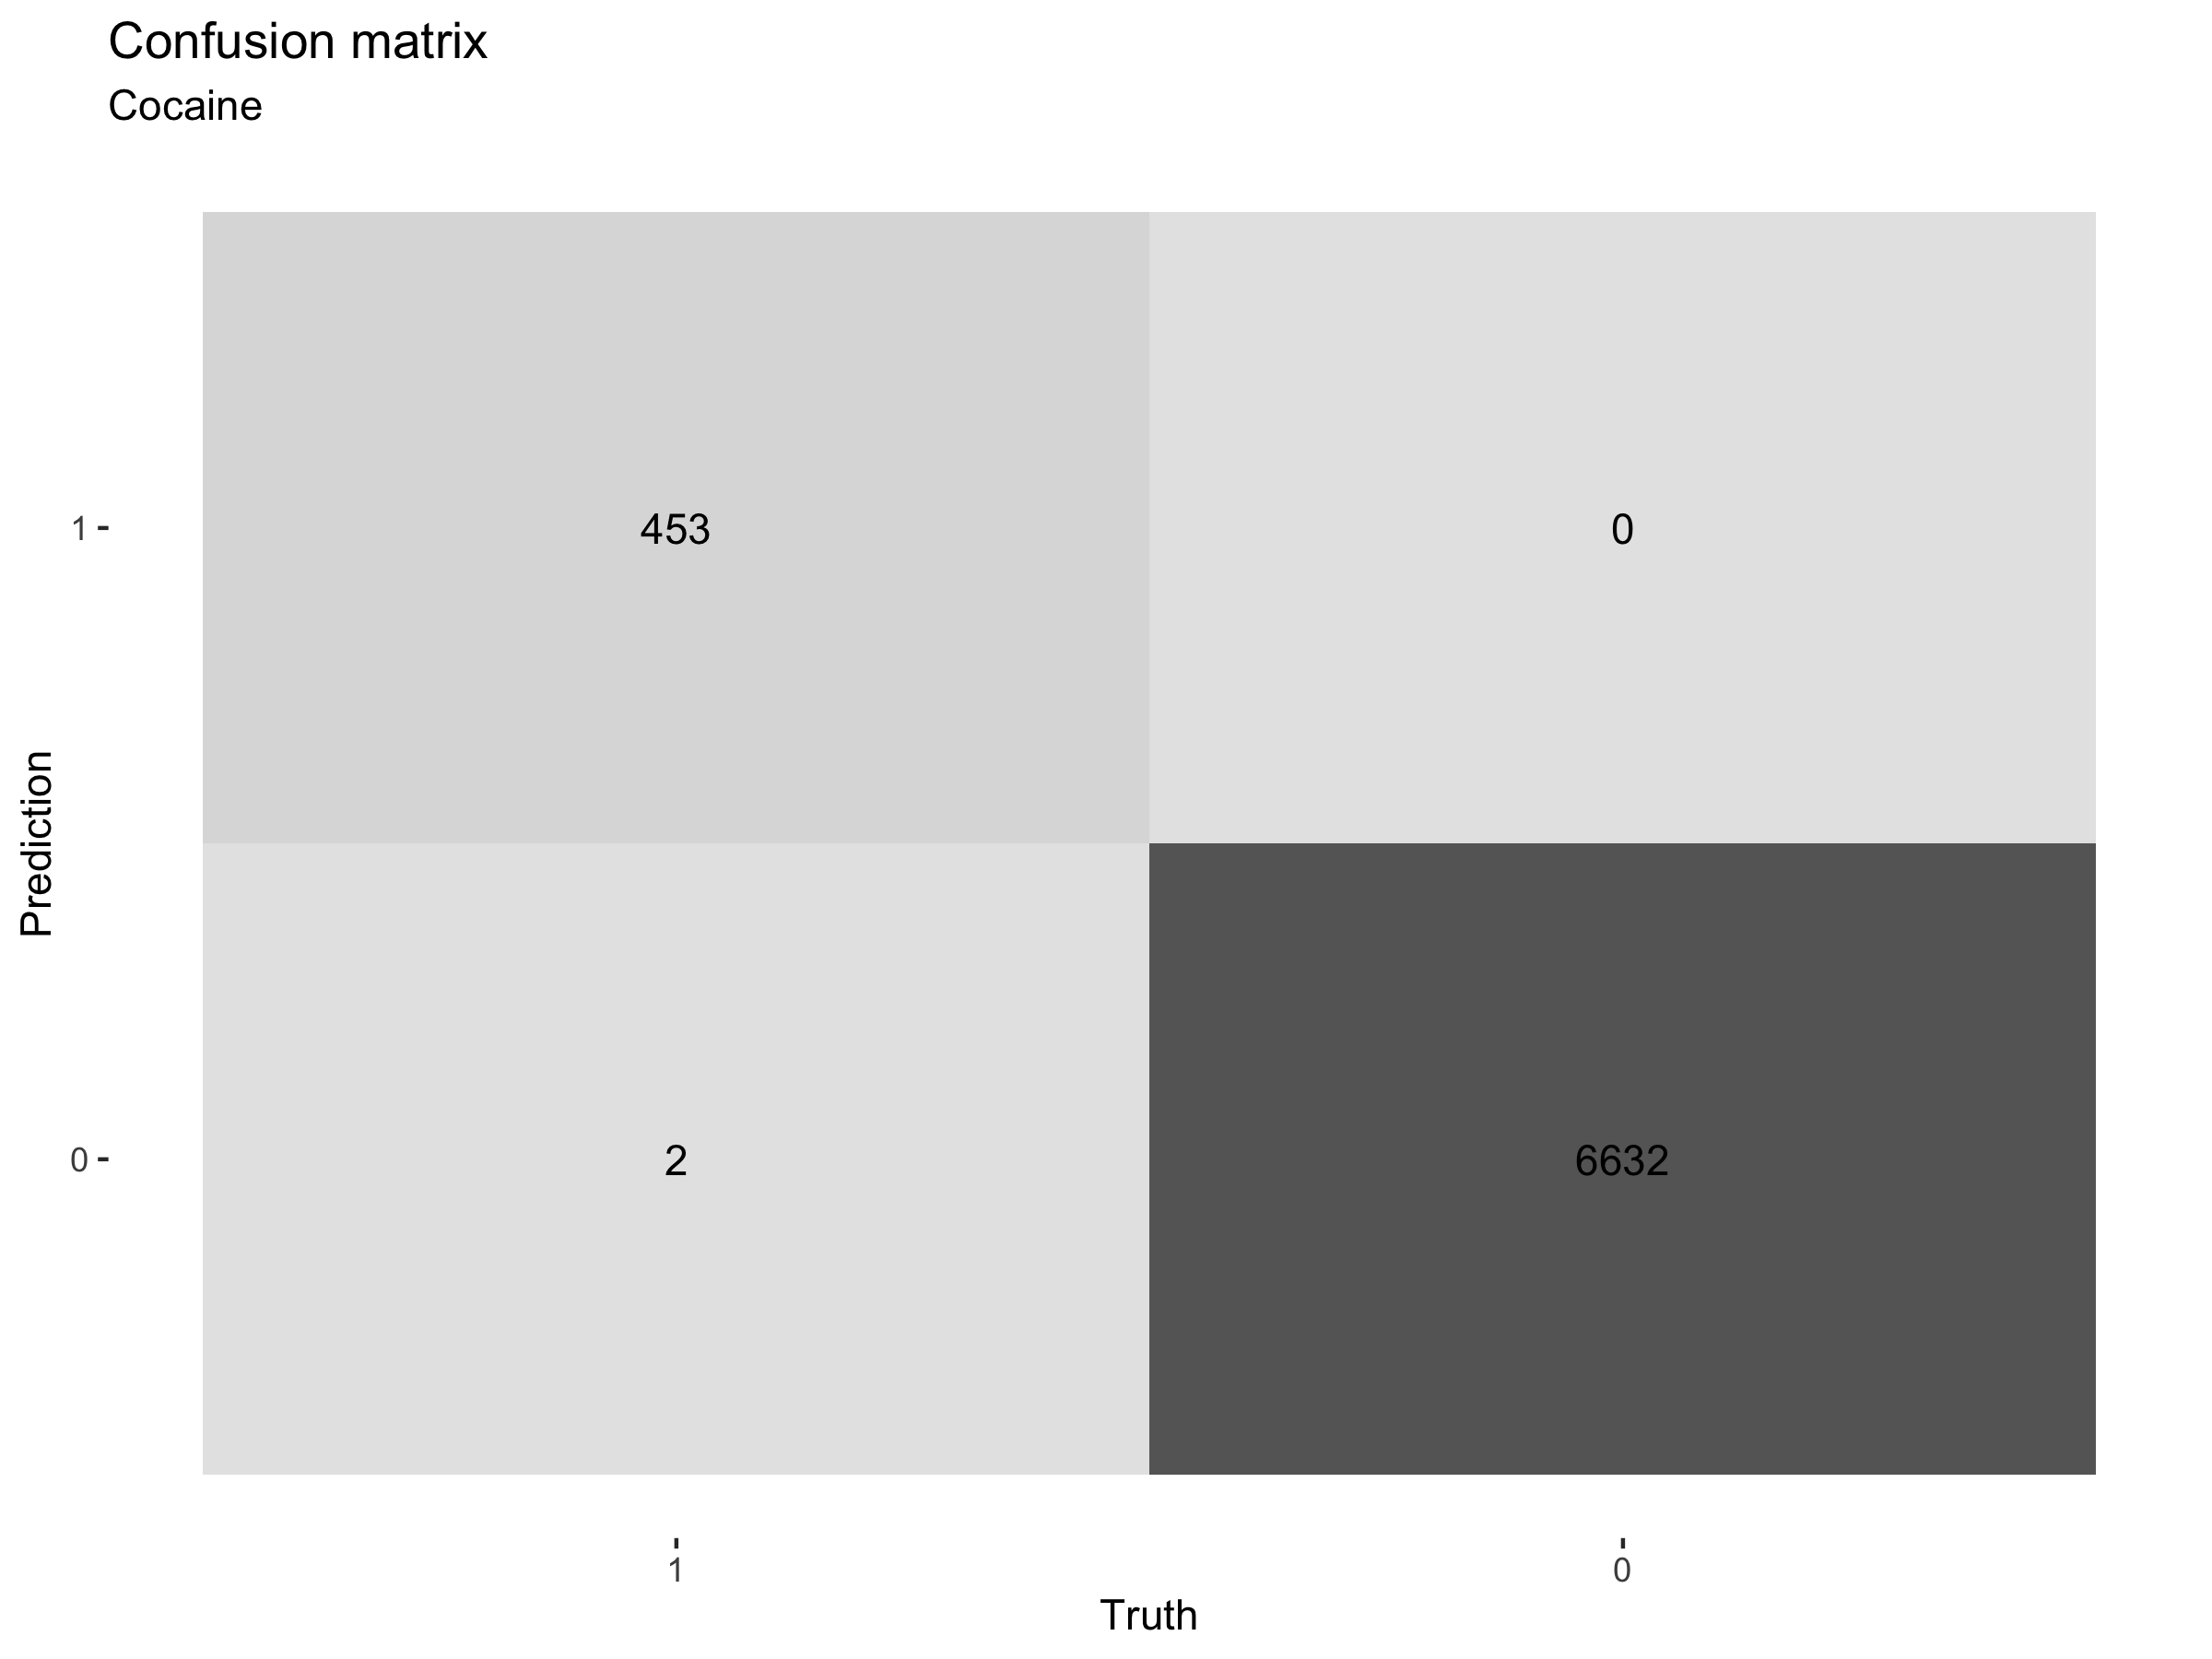 Confusion matrix
Cocaine
1
453
0
Prediction
0
2
6632
1
0
Truth